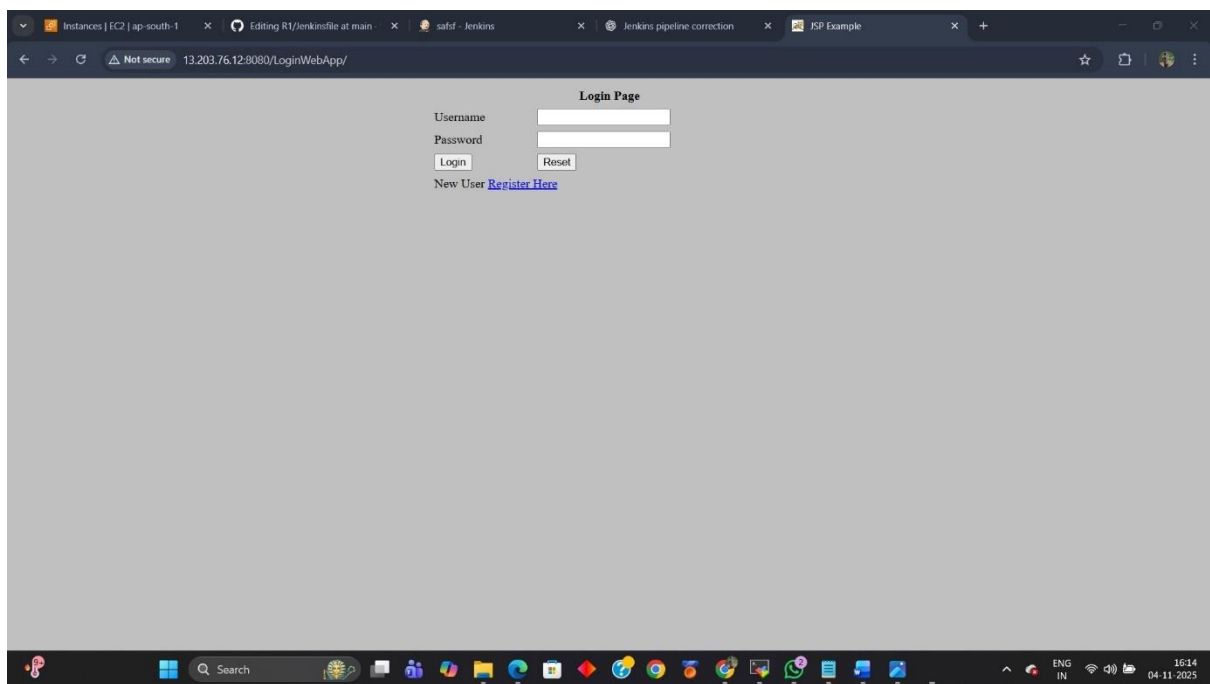 Instances | EC2 | ap-south-1
Editing R1/Jenkinsfile at main
safsf - Jenkins
Jenkins pipeline correction
JSP Example
Not secure 13.203.76.12:8080/LoginWebApp/
Login Page
Username
Password
Login Reset
New User Register Here
Search
2
ENG
IN
16:14
04-11-2025